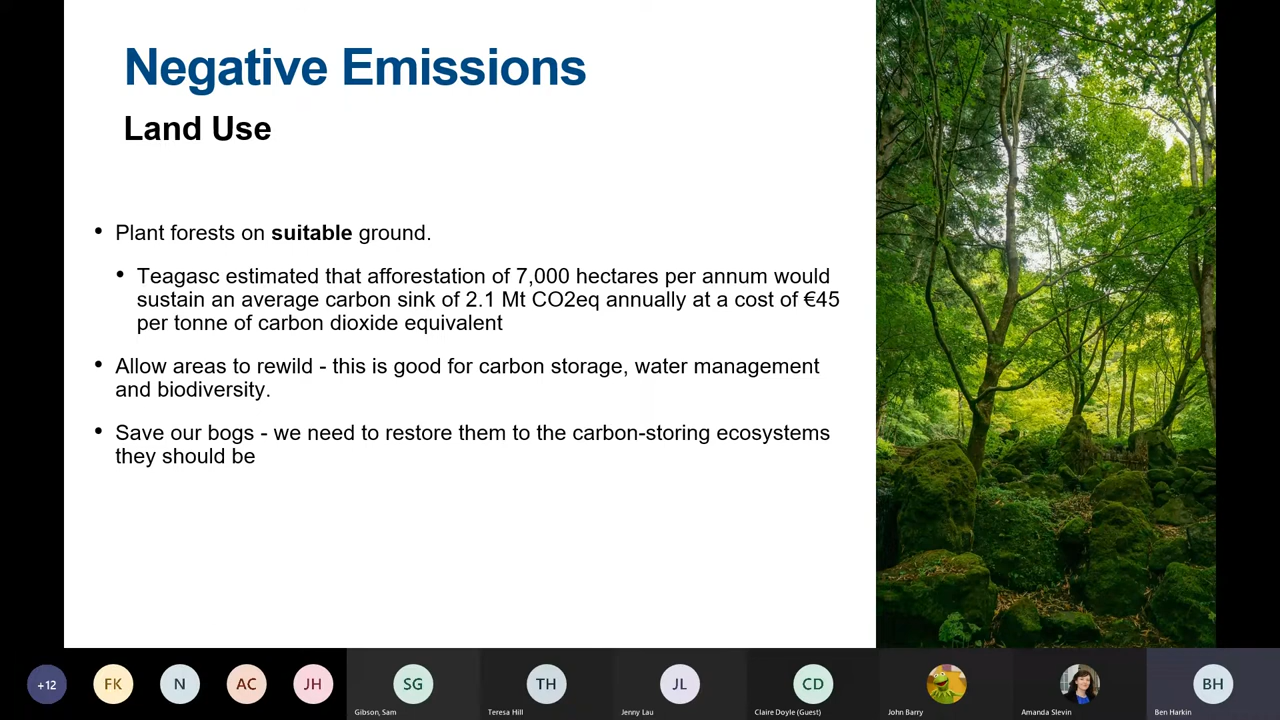 Negative Emissions
Land Use
• Plant forests on suitable ground.
• Teagasc estimated that afforestation of 7,000 hectares per annum would
sustain an average carbon sink of 2.1 Mt CO2eq annually at a cost of €45
per tonne of carbon dioxide equivalent
• Allow areas to rewild - this is good for carbon storage, water management
and biodiversity.
• Save our bogs - we need to restore them to the carbon-storing ecosystems
they should be
+12
FK
N
AC
JH
SG
TH
JL
CD
BH
Gibson, Sam
Teresa Hill
Jenny Lau
Claire Doyle (Guest)
John Barry
Amanda Slevin
Ben Harkin